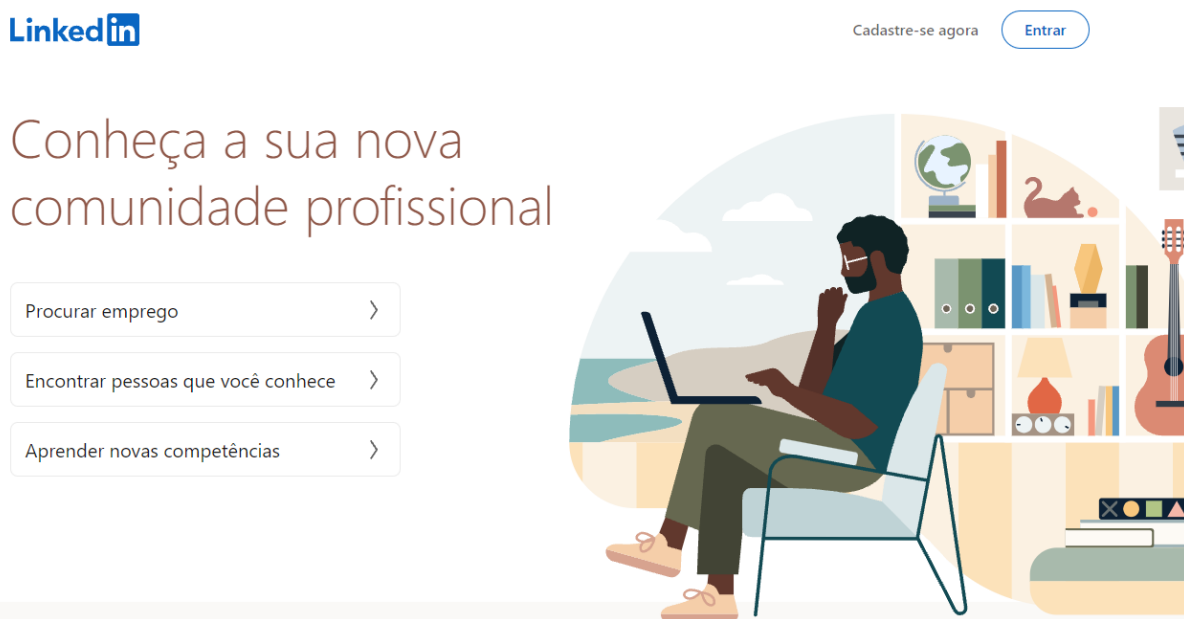 LinkedIn
Cadastre-se agora
Entrar
Conheça a sua nova
comunidade profissional
Procurar emprego
Encontrar pessoas que você conhece
Aprender novas competências